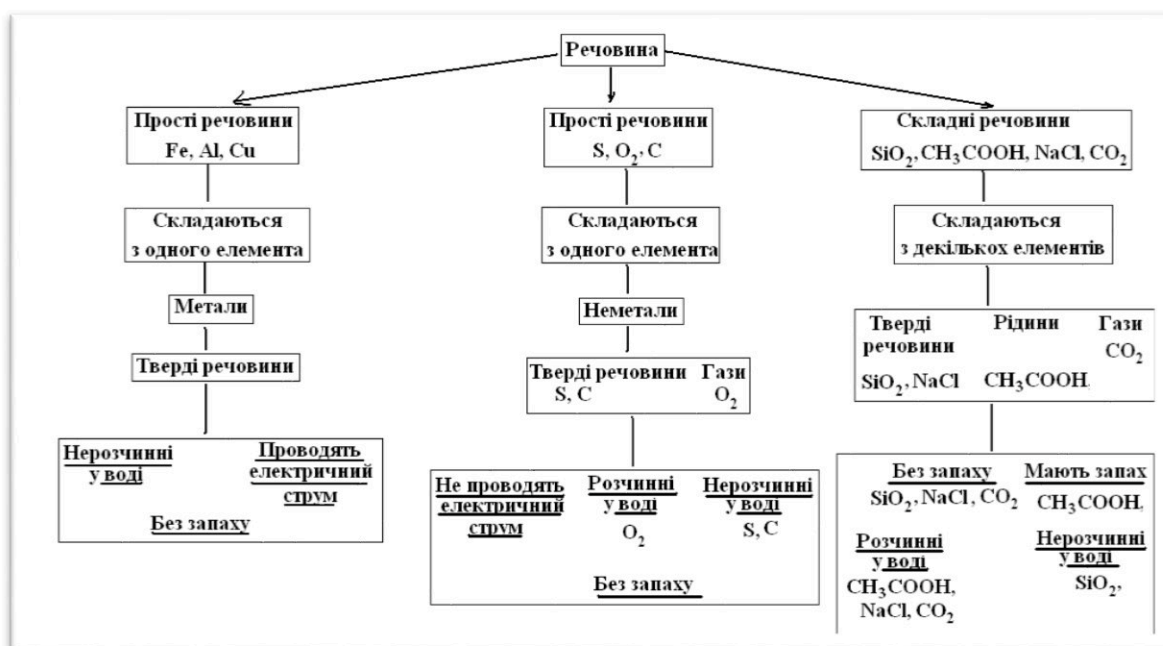 Речовина
Прості речовини
Fe, Al, Cu
Складаються
з одного елемента
Метали
Тверді речовини
Нерозчинні
у воді
Проводять
електричний
струм
Без запаху
Прості речовини
S, O₂, C
Складаються
з одного елемента
Неметали
Тверді речовини Гази
S, C O₂
Не проводять
електричний
струм
Розчинні
у воді
O₂
Нерозчинні
у воді
S, C
Без запаху
Складні речовини
SiO₂, CH₃COOH, NaCl, CO₂
Складаються
з декількох елементів
Тверді
речовини
SiO₂, NaCl
Рідини
CH₃COOH,
Гази
CO₂
Без запаху
SiO₂, NaCl, CO₂
Мають запах
CH₃COOH,
Розчинні
у воді
CH₃COOH,
NaCl, CO₂
Нерозчинні
у воді
SiO₂,